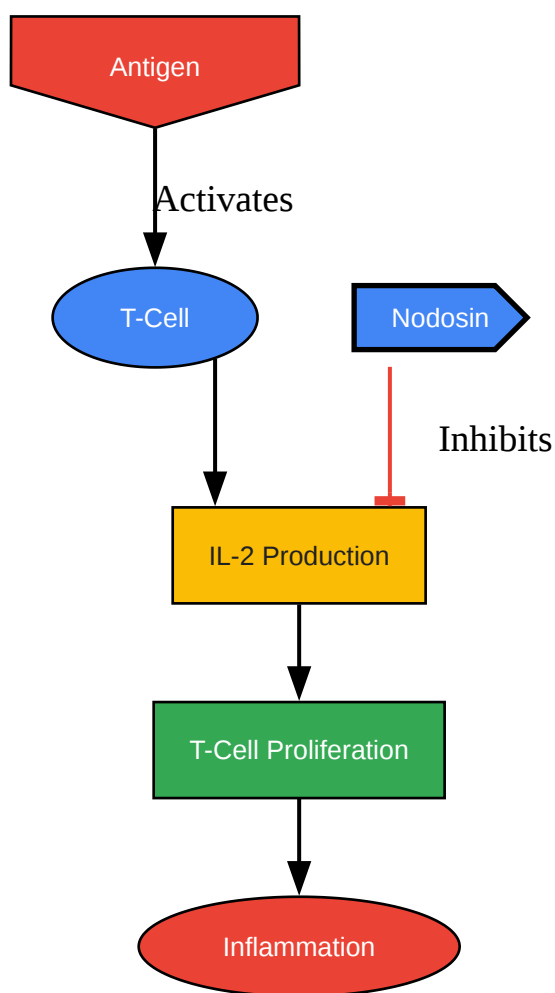 Antigen
Activates
T-Cell
Nodosin
Inhibits
IL-2 Production
T-Cell Proliferation
Inflammation